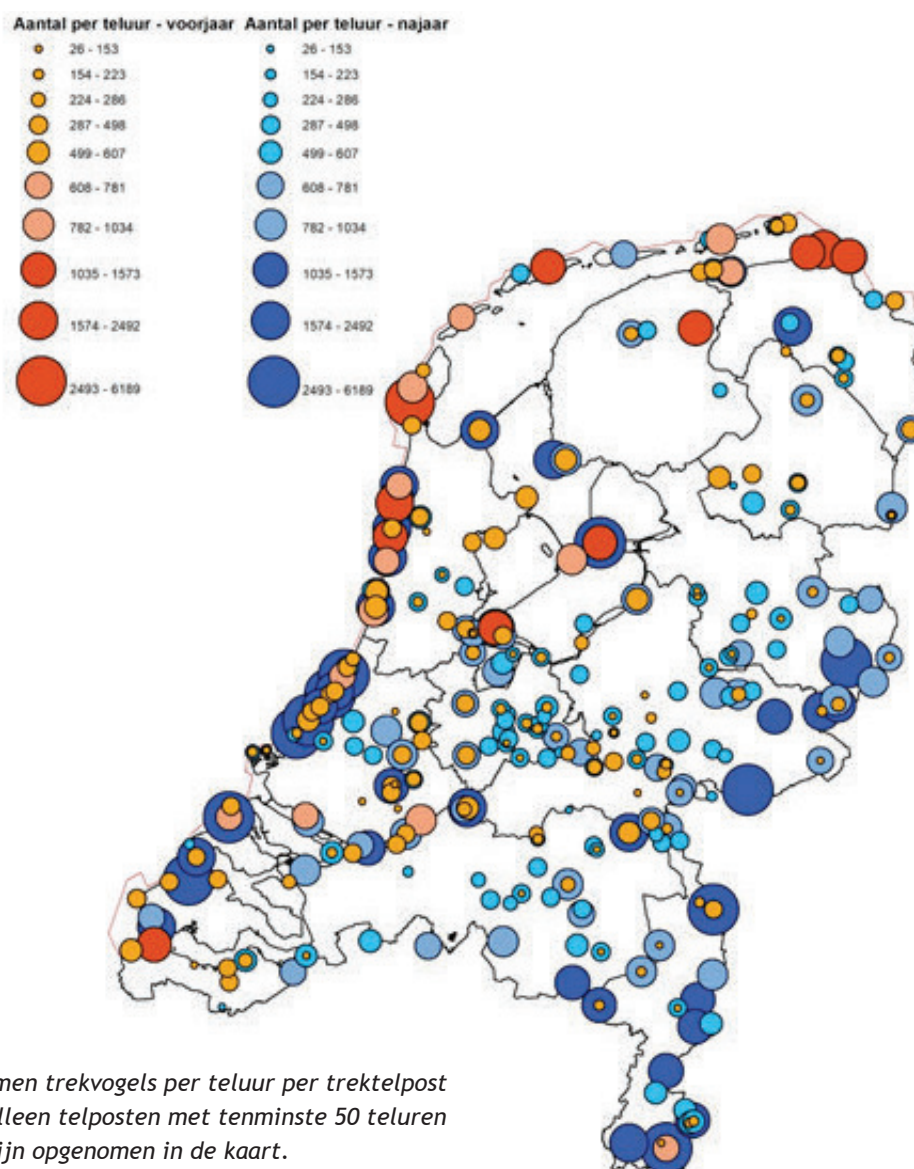 Aantal per teluur - voorjaar Aantal per teluur - najaar
26 - 153 26 - 153
154 - 223 154 - 223
224 - 286 224 - 286
287 - 498 287 - 498
499 - 607 499 - 607
608 - 781 608 - 781
782 - 1034 782 - 1034
1035 - 1573 1035 - 1573
1574 - 2492 1574 - 2492
2493 - 6189 2493 - 6189
men trekvogels per teluur per trektelpost
lleen telposten met tenminste 50 teluren
ijn opgenomen in de kaart.